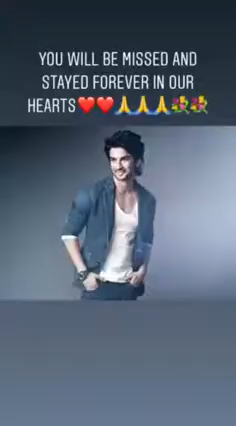 YOU WILL BE MISSED AND
STAYED FOREVER IN OUR
HEARTS❤️❤️🙏🙏🙏💐💐